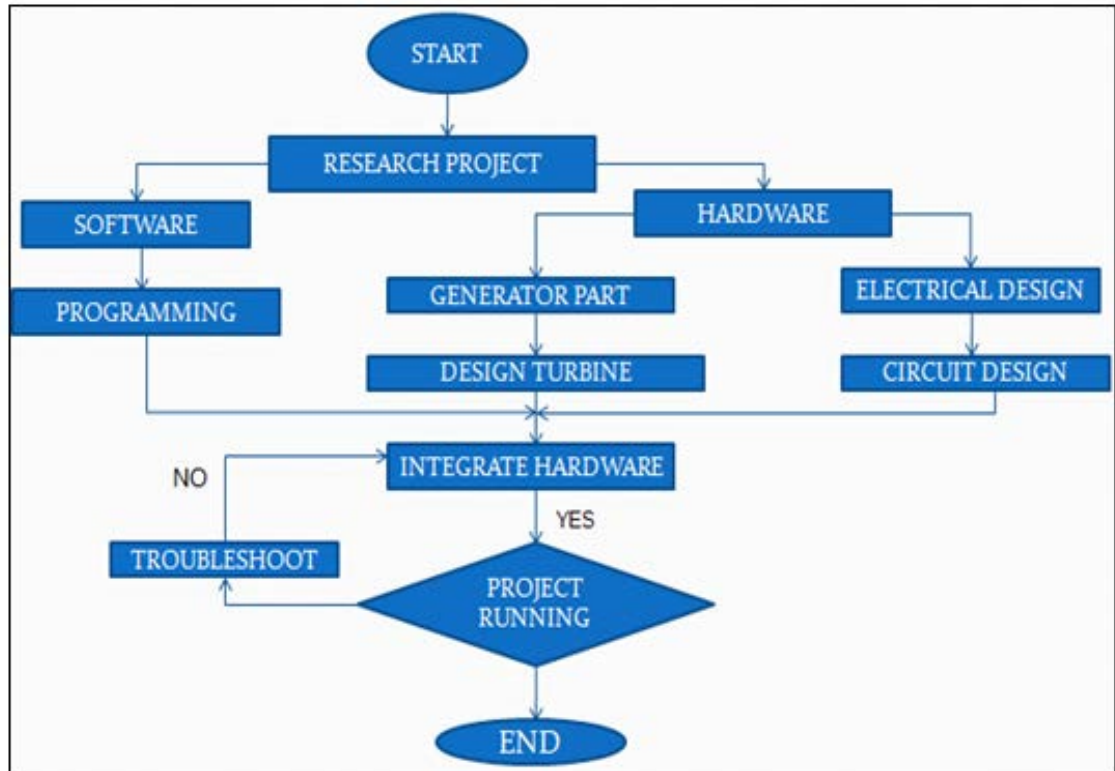 START
RESEARCH PROJECT
SOFTWARE
HARDWARE
PROGRAMMING
GENERATOR PART
ELECTRICAL DESIGN
DESIGN TURBINE
CIRCUIT DESIGN
INTEGRATE HARDWARE
NO
YES
TROUBLESHOOT
PROJECT
RUNNING
END